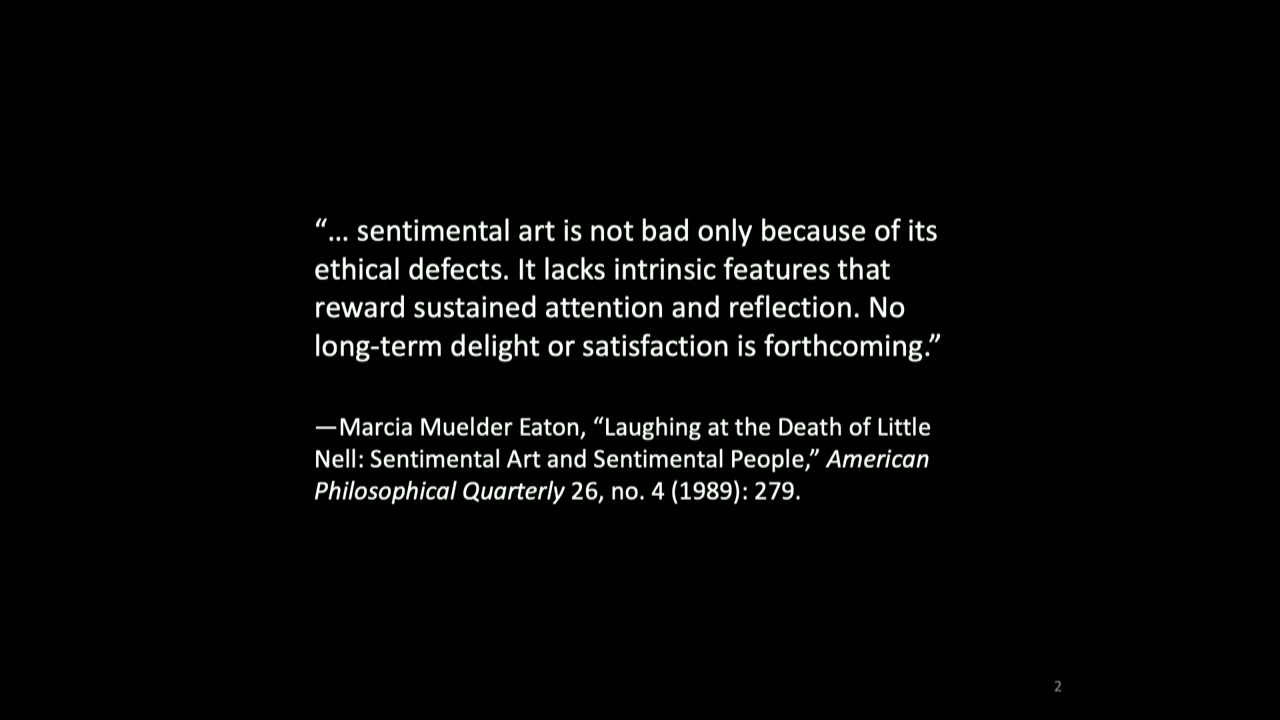 “... sentimental art is not bad only because of its
ethical defects. It lacks intrinsic features that
reward sustained attention and reflection. No
long-term delight or satisfaction is forthcoming.”
—Marcia Muelder Eaton, “Laughing at the Death of Little
Nell: Sentimental Art and Sentimental People,” American
Philosophical Quarterly 26, no. 4 (1989): 279.
2